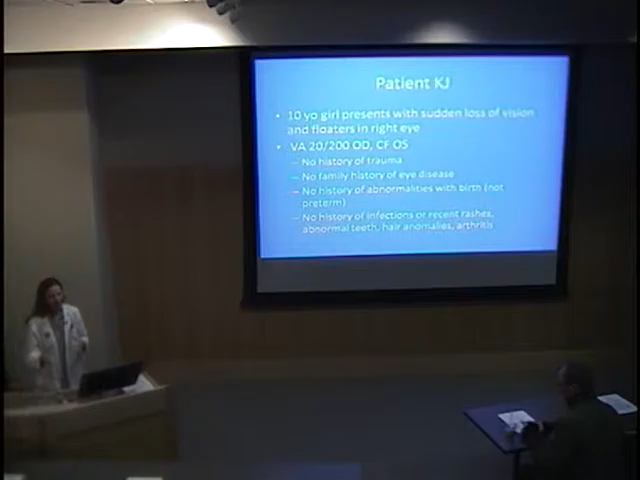 Patient KJ
• 10 yo girl presents with sudden loss of vision
and floaters in right eye
• VA 20/200 OD, CF OS
– No history of trauma
– No family history of eye disease
– No history of abnormalities with birth (not
preterm)
– No history of infections or recent rashes,
abnormal teeth, hair anomalies, arthritis